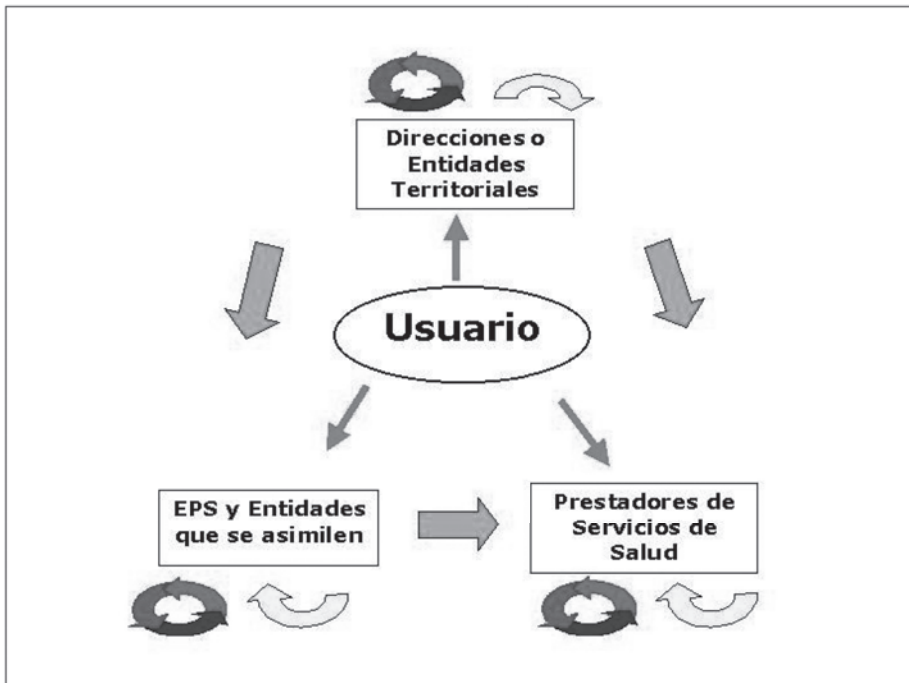 Direcciones o
Entidades
Territoriales
Usuario
EPS y Entidades
que se asimilen
Prestadores de
Servicios de
Salud